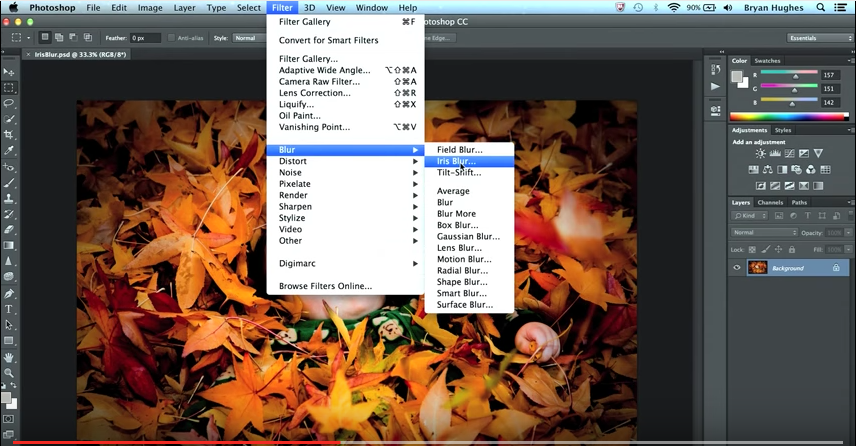 Photoshop File Edit Image Layer Type Select Filter 3D View Window Help 90% Bryan Hughes
Photoshop CC
Feather: 0 px Anti-alias Style: Normal Edge... Essentials
IrisBlur.psd @ 33.3% (RGB/8*)
Filter Gallery ⌘F
Convert for Smart Filters
Filter Gallery...
Adaptive Wide Angle... ⌥⇧⌘A
Camera Raw Filter... ⇧⌘A
Lens Correction... ⇧⌘R
Liquify... ⇧⌘X
Oil Paint...
Vanishing Point... ⌥⌘V
Blur
Distort
Noise
Pixelate
Render
Sharpen
Stylize
Video
Other
Digimarc
Browse Filters Online...
Field Blur...
Iris Blur...
Tilt-Shift...
Average
Blur
Blur More
Box Blur...
Gaussian Blur...
Lens Blur...
Motion Blur...
Radial Blur...
Shape Blur...
Smart Blur...
Surface Blur...
Color Swatches
R 157
G 151
B 142
Adjustments Styles
Add an adjustment
Layers Channels Paths
Kind
Normal Opacity: 100%
Lock: Fill: 100%
Background